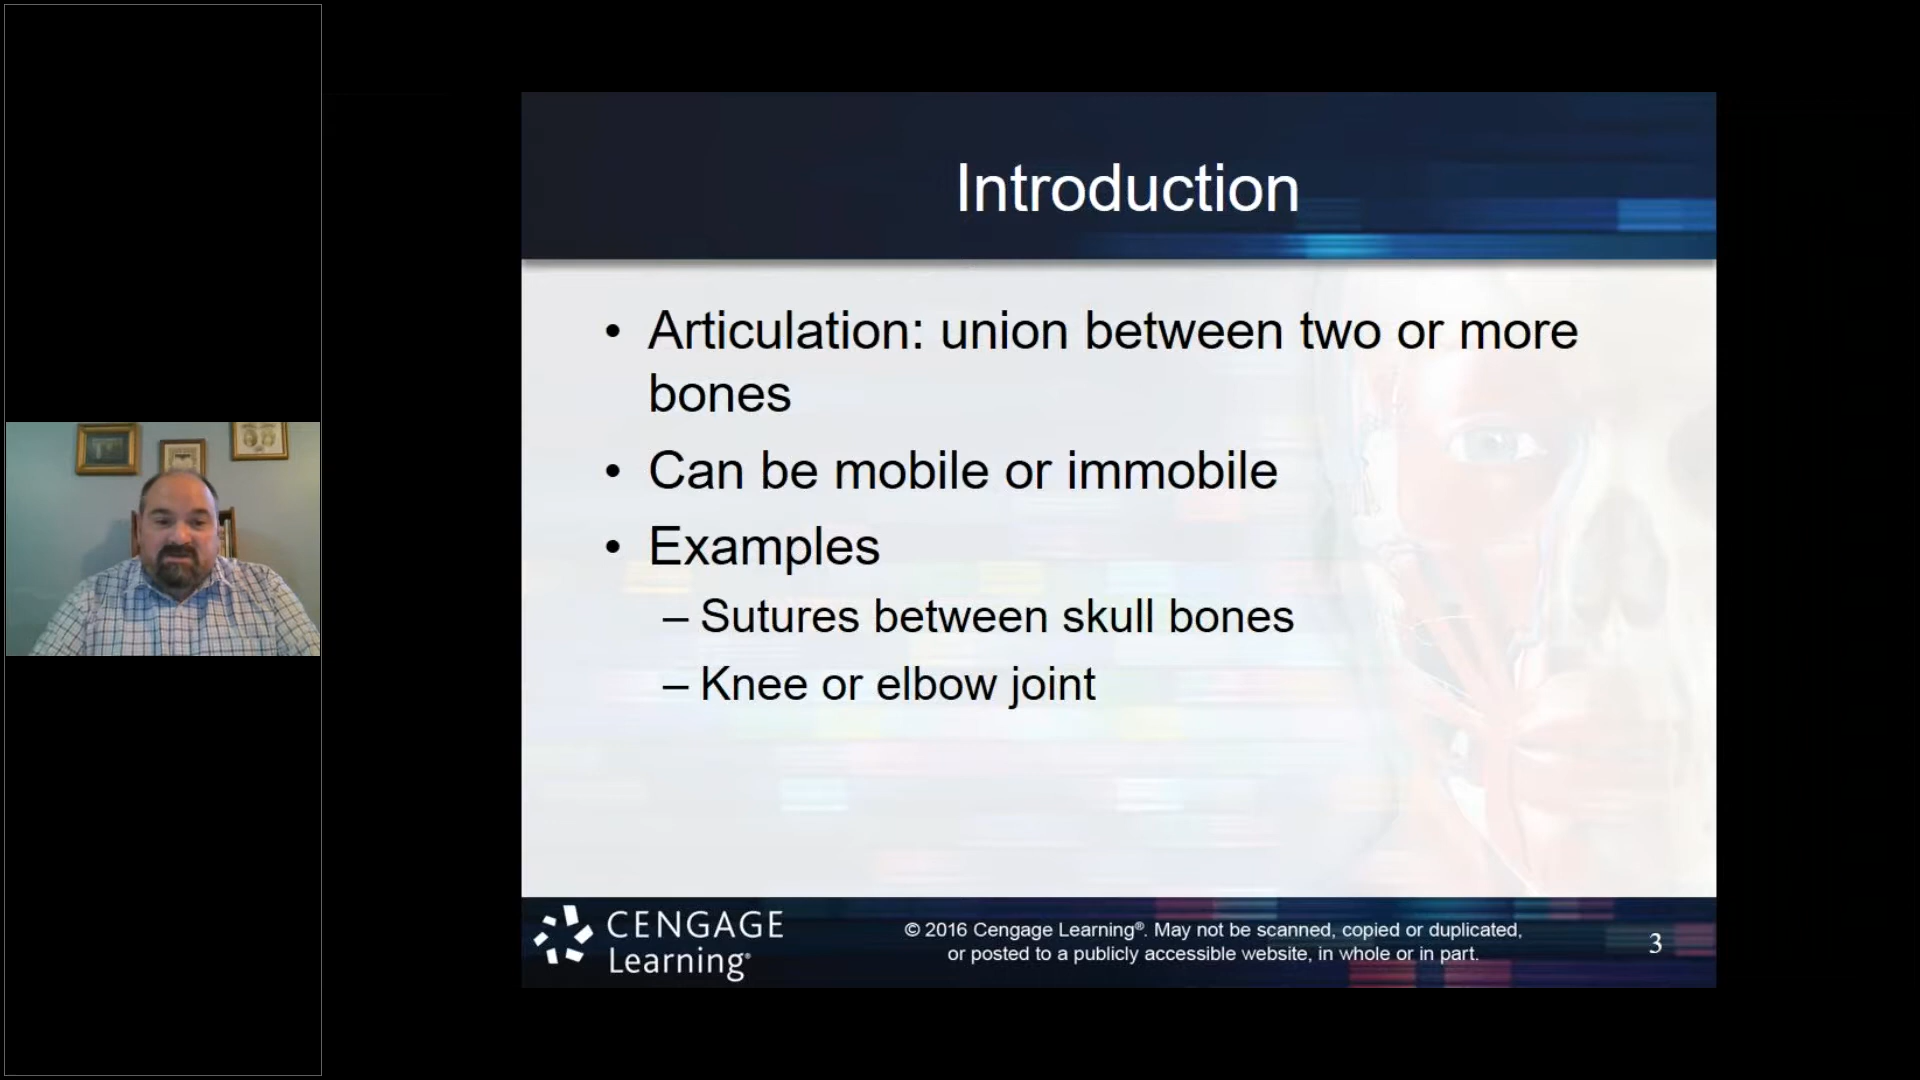 Introduction
• Articulation: union between two or more
bones
• Can be mobile or immobile
• Examples
– Sutures between skull bones
– Knee or elbow joint
CENGAGE
Learning®
© 2016 Cengage Learning®. May not be scanned, copied or duplicated,
or posted to a publicly accessible website, in whole or in part.
3